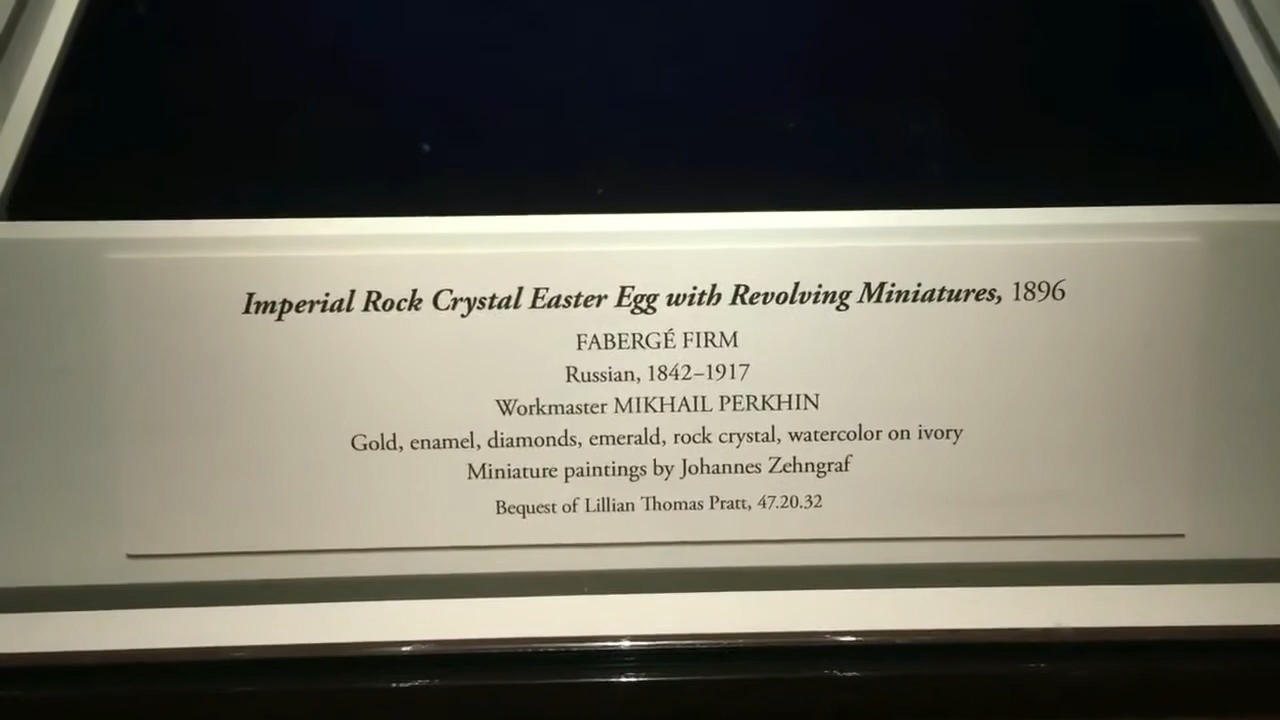 Imperial Rock Crystal Easter Egg with Revolving Miniatures, 1896
FABERGÉ FIRM
Russian, 1842–1917
Workmaster MIKHAIL PERKHIN
Gold, enamel, diamonds, emerald, rock crystal, watercolor on ivory
Miniature paintings by Johannes Zehngraf
Bequest of Lillian Thomas Pratt, 47.20.32